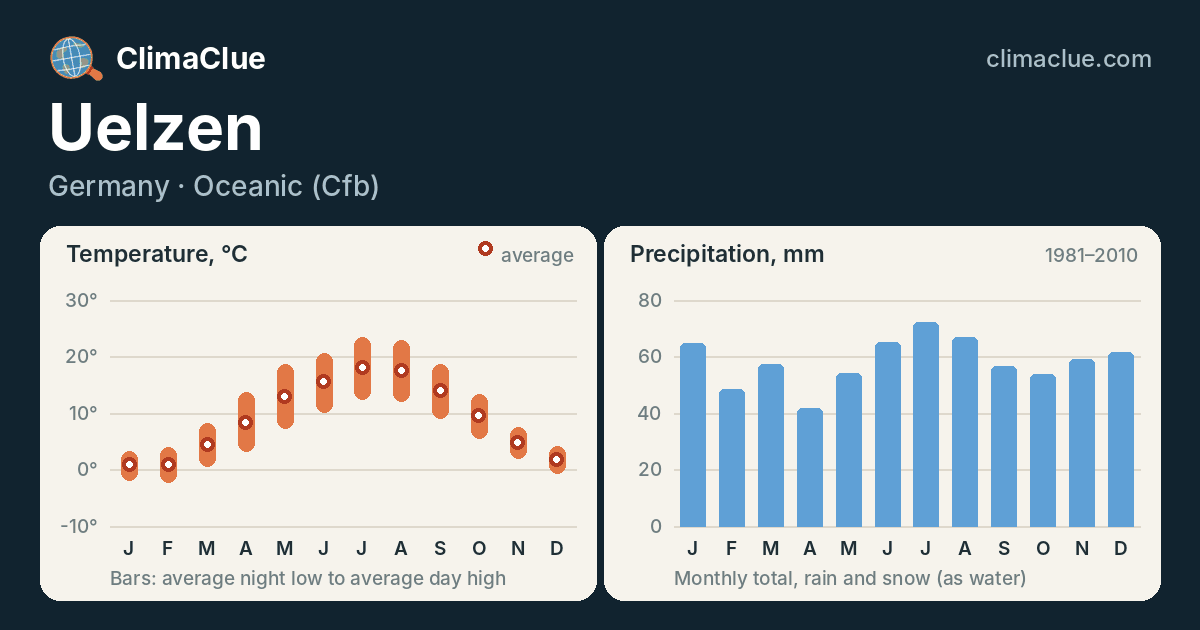 ClimaClue
climaclue.com
Uelzen
Germany · Oceanic (Cfb)
Temperature, °C
average
30°
20°
10°
0°
-10°
J F M A M J J A S O N D
Bars: average night low to average day high
Precipitation, mm
1981–2010
80
60
40
20
0
J F M A M J J A S O N D
Monthly total, rain and snow (as water)